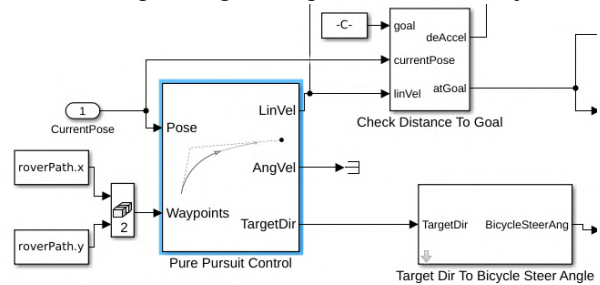 -C-
goal
deAccel
currentPose
linVel
atGoal
Check Distance To Goal
1
CurrentPose
LinVel
Pose
AngVel
roverPath.x
2
Waypoints
TargetDir
roverPath.y
Pure Pursuit Control
TargetDir
BicycleSteerAng
Target Dir To Bicycle Steer Angle